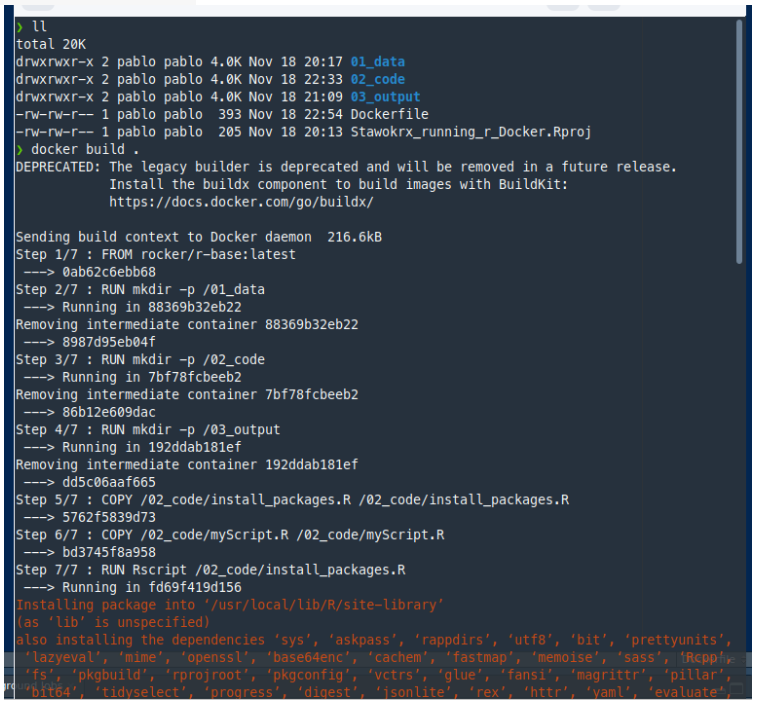 ❯ ll
total 20K
drwxrwxr-x 2 pablo pablo 4.0K Nov 18 20:17 01_data
drwxrwxr-x 2 pablo pablo 4.0K Nov 18 22:33 02_code
drwxrwxr-x 2 pablo pablo 4.0K Nov 18 21:09 03_output
-rw-rw-r-- 1 pablo pablo  393 Nov 18 22:54 Dockerfile
-rw-rw-r-- 1 pablo pablo  205 Nov 18 20:13 Stawokrx_running_r_Docker.Rproj
❯ docker build .
DEPRECATED: The legacy builder is deprecated and will be removed in a future release.
            Install the buildx component to build images with BuildKit:
            https://docs.docker.com/go/buildx/
Sending build context to Docker daemon  216.6kB
Step 1/7 : FROM rocker/r-base:latest
 ---> 0ab62c6ebb68
Step 2/7 : RUN mkdir -p /01_data
 ---> Running in 88369b32eb22
Removing intermediate container 88369b32eb22
 ---> 8987d95eb04f
Step 3/7 : RUN mkdir -p /02_code
 ---> Running in 7bf78fcbeeb2
Removing intermediate container 7bf78fcbeeb2
 ---> 86b12e609dac
Step 4/7 : RUN mkdir -p /03_output
 ---> Running in 192ddab181ef
Removing intermediate container 192ddab181ef
 ---> dd5c06aaf665
Step 5/7 : COPY /02_code/install_packages.R /02_code/install_packages.R
 ---> 5762f5839d73
Step 6/7 : COPY /02_code/myScript.R /02_code/myScript.R
 ---> bd3745f8a958
Step 7/7 : RUN Rscript /02_code/install_packages.R
 ---> Running in fd69f419d156
Installing package into ‘/usr/local/lib/R/site-library’
(as ‘lib’ is unspecified)
also installing the dependencies ‘sys’, ‘askpass’, ‘rappdirs’, ‘utf8’, ‘bit’, ‘prettyunits’,
‘lazyeval’, ‘mime’, ‘openssl’, ‘base64enc’, ‘cachem’, ‘fastmap’, ‘memoise’, ‘sass’, ‘Rcpp’,
‘fs’, ‘pkgbuild’, ‘rprojroot’, ‘pkgconfig’, ‘vctrs’, ‘glue’, ‘fansi’, ‘magrittr’, ‘pillar’,
‘bit64’, ‘tidyselect’, ‘progress’, ‘digest’, ‘jsonlite’, ‘rex’, ‘httr’, ‘yaml’, ‘evaluate’,